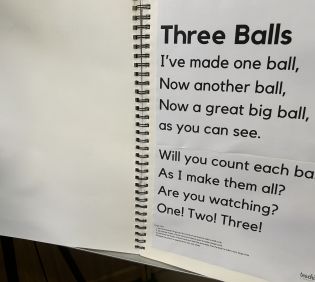 Three Balls
I've made one ball,
Now another ball,
Now a great big ball,
as you can see.
Will you count each
As I make them all?
Are you watching?
One! Two! Three!